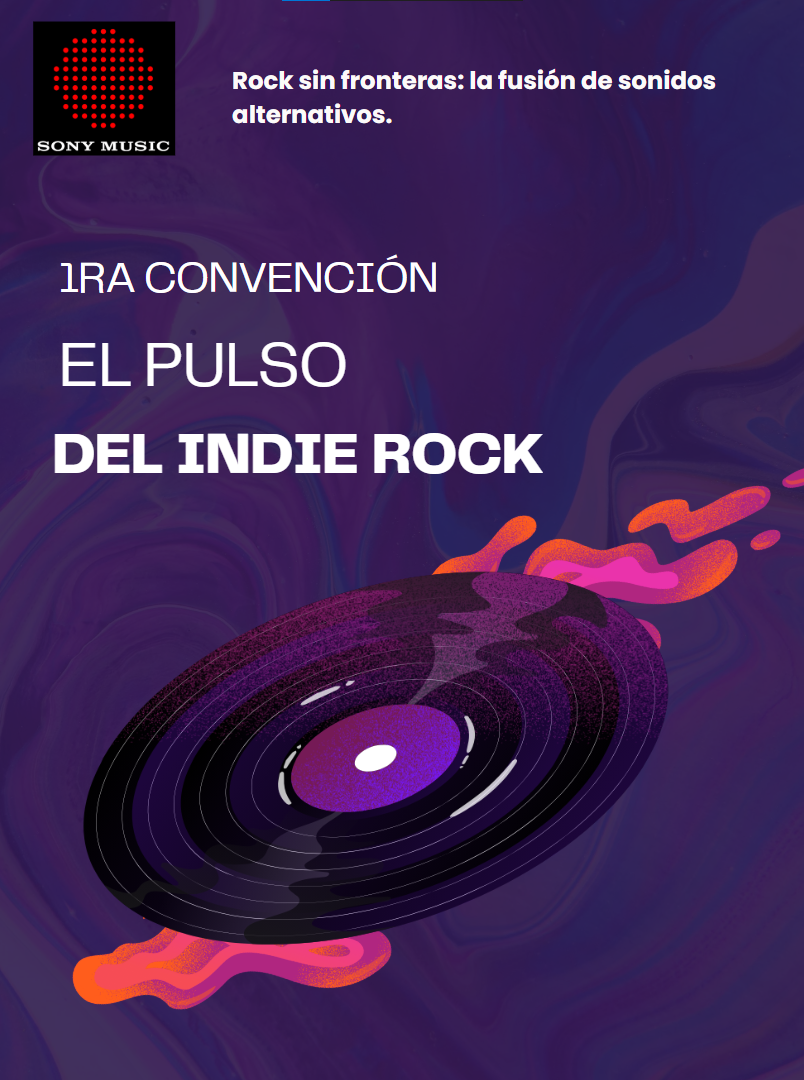 SONY MUSIC
Rock sin fronteras: la fusión de sonidos
alternativos.
1RA CONVENCIÓN
EL PULSO
DEL INDIE ROCK